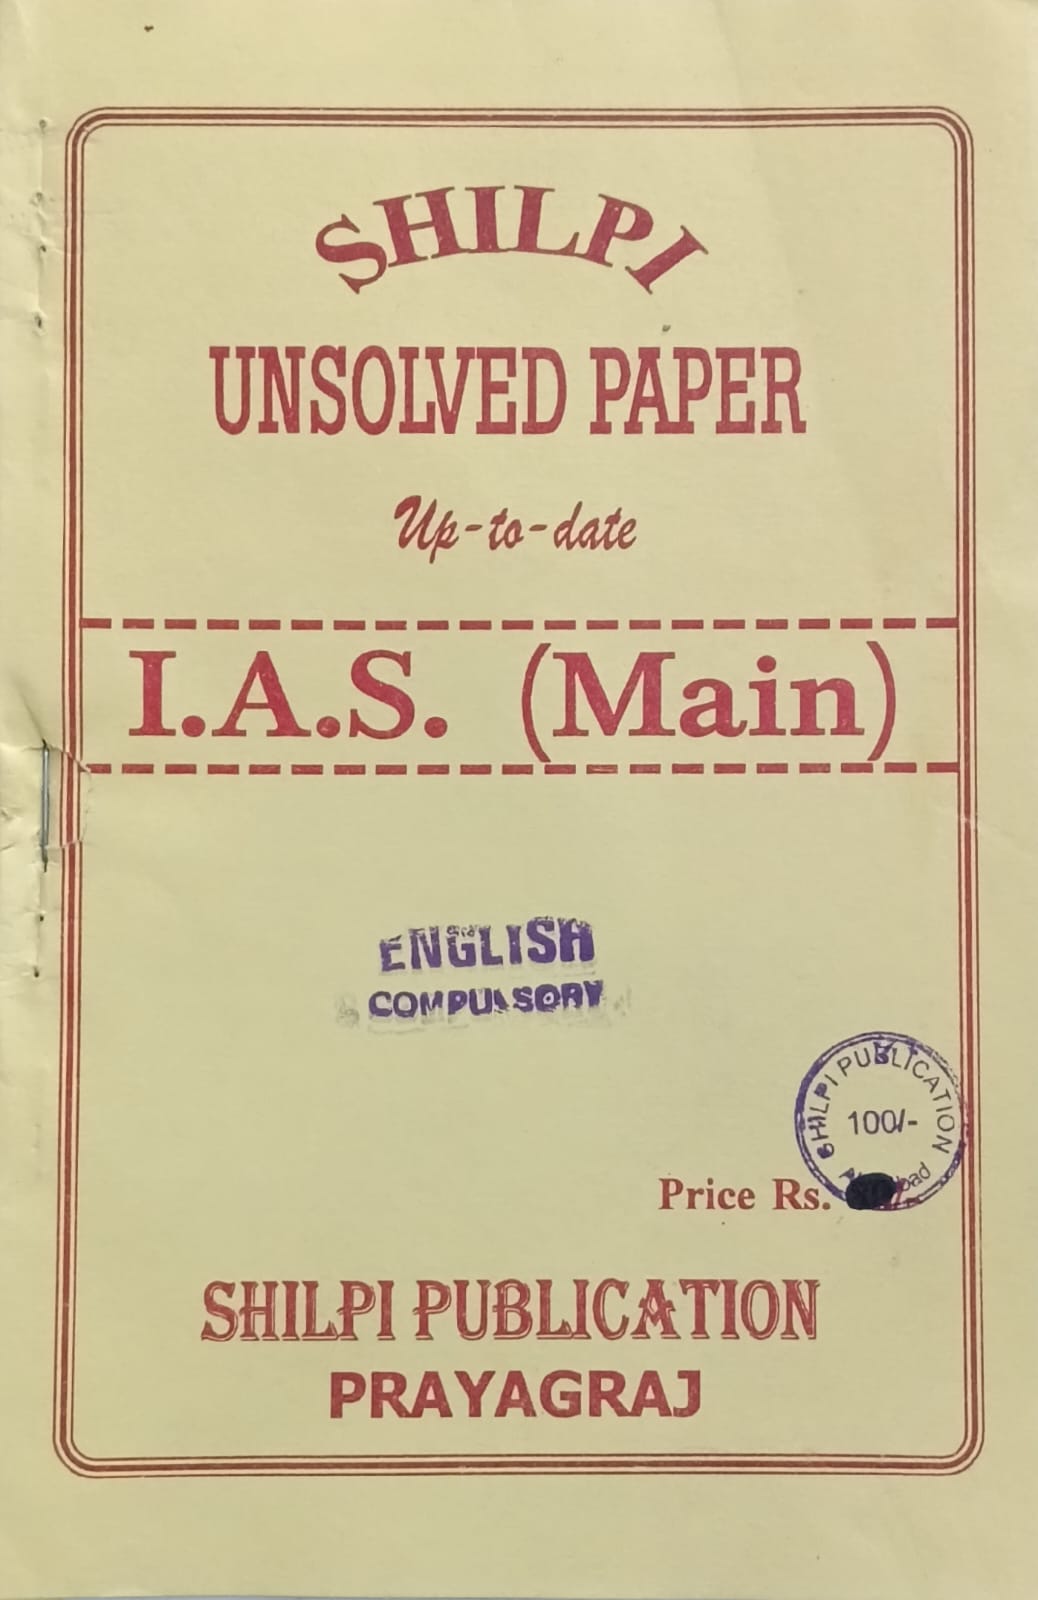 SHILPI
UNSOLVED PAPER
Up-to-date
I.A.S. (Main)
ENGLISH
COMPULSORY
SHILPI PUBLICATION
100/-
Price Rs.
SHILPI PUBLICATION
PRAYAGRAJ